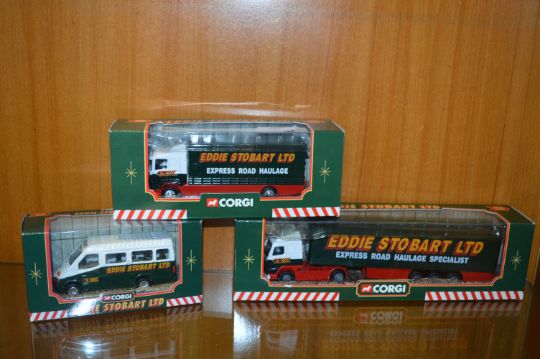 EDDIE STOBART LTD
EXPRESS ROAD HAULAGE
CORGI
EDDIE STOBART LTD
CORGI
EDDIE STOBART LTD
EDDIE STOBART LTD
EXPRESS ROAD HAULAGE SPECIALIST
CORGI